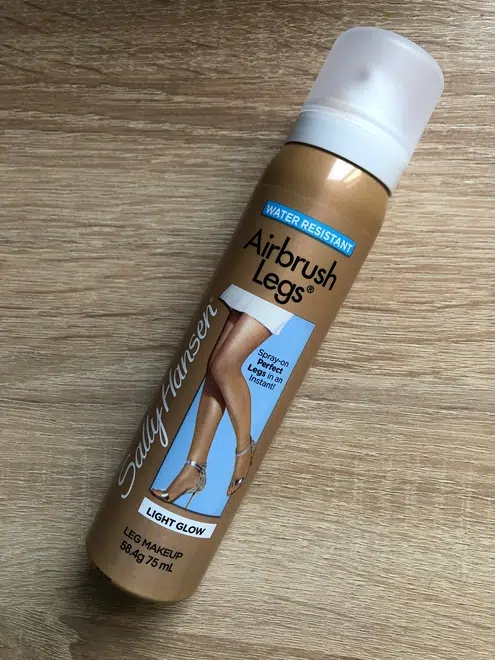 WATER RESISTANT
Airbrush
Legs®
Spray-on
Perfect
Legs in an
Instant!
Sally Hansen
LIGHT GLOW
LEG MAKEUP
58.4g 75 mL